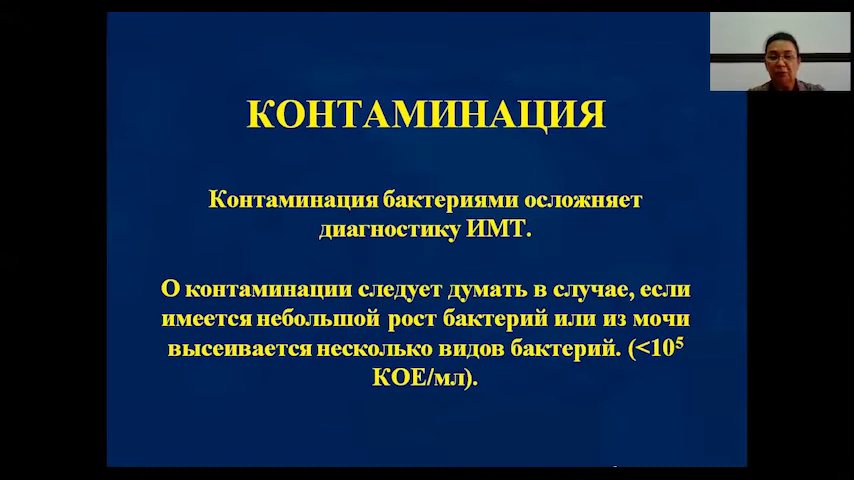 КОНТАМИНАЦИЯ
Контаминация бактериями осложняет
диагностику ИМТ.
О контаминации следует думать в случае, если
имеется небольшой рост бактерий или из мочи
высеивается несколько видов бактерий. (<10⁵
КОЕ/мл).